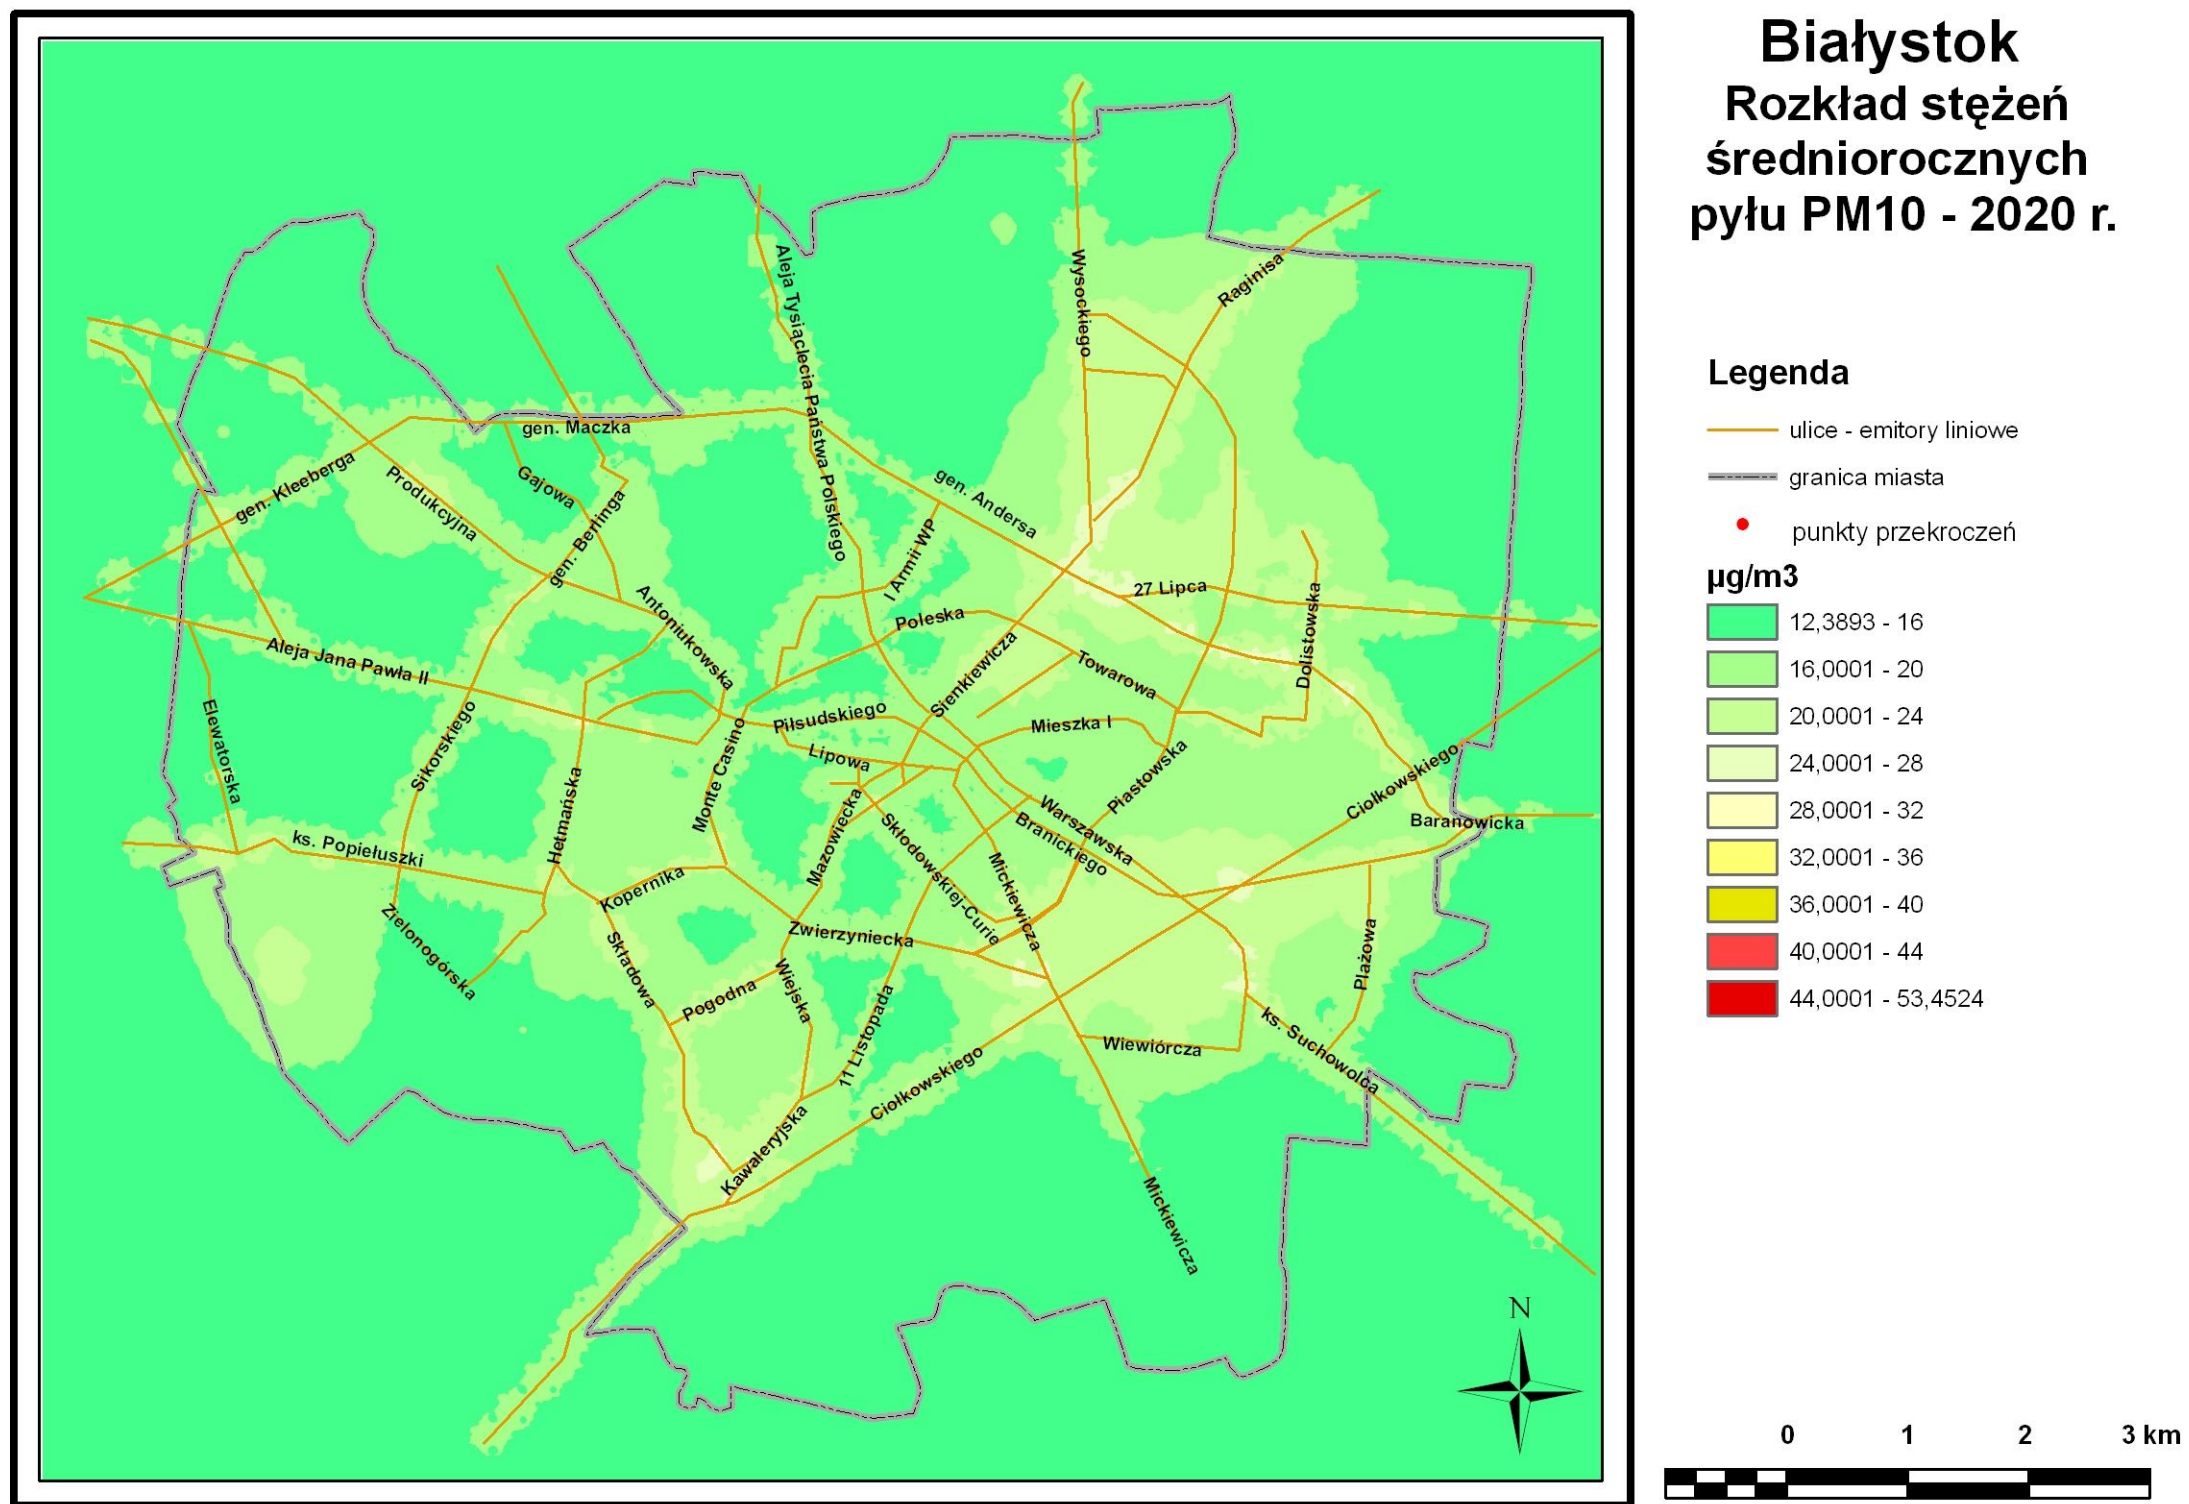 Białystok
Rozkład stężeń
średniorocznych
pyłu PM10 - 2020 r.
Legenda
ulice - emitory liniowe
granica miasta
punkty przekroczeń
µg/m3
12,3893 - 16
16,0001 - 20
20,0001 - 24
24,0001 - 28
28,0001 - 32
32,0001 - 36
36,0001 - 40
40,0001 - 44
44,0001 - 53,4524
Wysockiego
Raginisa
Aleja Tysiąclecia Państwa Polskiego
gen. Maczka
gen. Kleeberga
Produkcyjna
Gajowa
gen. Berlinga
gen. Andersa
I Armii WP
27 Lipca
Antoniukowska
Poleska
Dolistowska
Aleja Jana Pawła II
Sienkiewicza
Towarowa
Elewatorska
Sikorskiego
Piłsudskiego
Mieszka I
Lipowa
Monte Casino
Piastowska
Ciołkowskiego
Hetmańska
Mazowiecka
Warszawska
Branickiego
Baranowicka
ks. Popiełuszki
Skłodowskiej-Curie
Mickiewicza
Kopernika
Zielonogórska
Zwierzyniecka
Składowa
Plażowa
Pogodna
Wiejska
11 Listopada
Wiewiórcza
ks. Suchowolca
Ciołkowskiego
Kawaleryjska
Mickiewicza
N
0 1 2 3 km